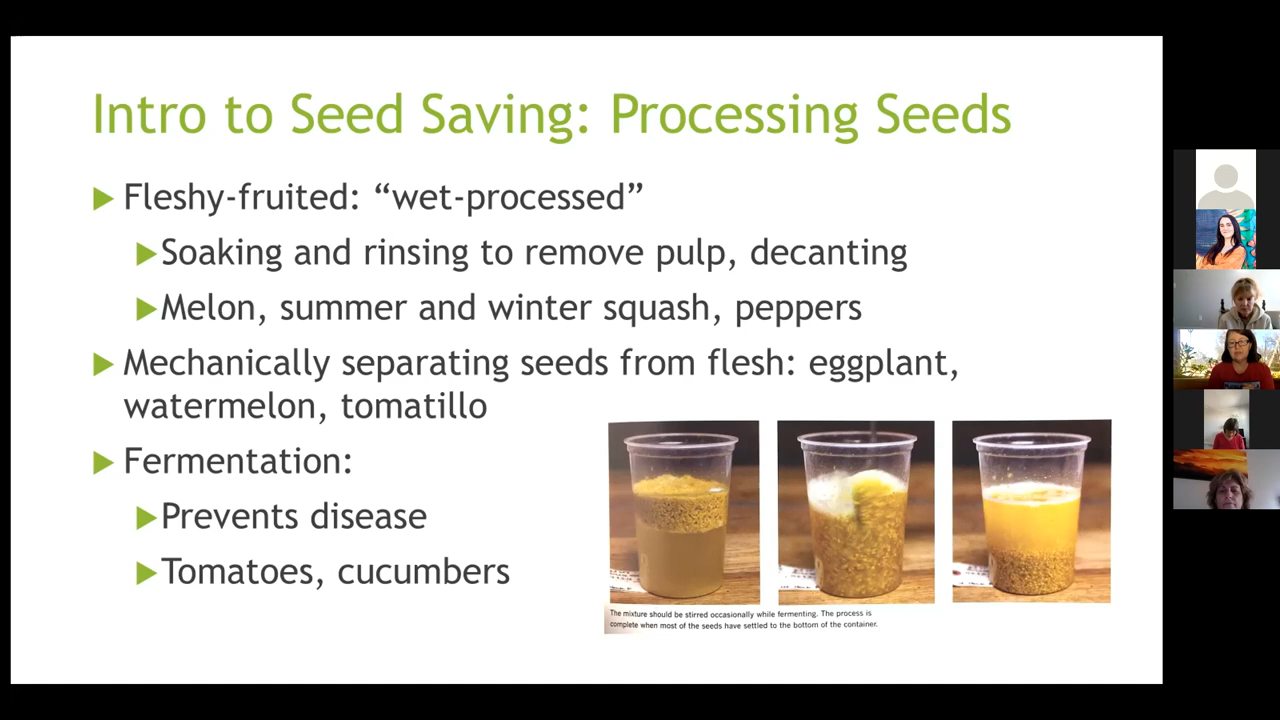 Intro to Seed Saving: Processing Seeds
Fleshy-fruited: “wet-processed”
Soaking and rinsing to remove pulp, decanting
Melon, summer and winter squash, peppers
Mechanically separating seeds from flesh: eggplant,
watermelon, tomatillo
Fermentation:
Prevents disease
Tomatoes, cucumbers
The mixture should be stirred occasionally while fermenting. The process is
complete when most of the seeds have settled to the bottom of the container.